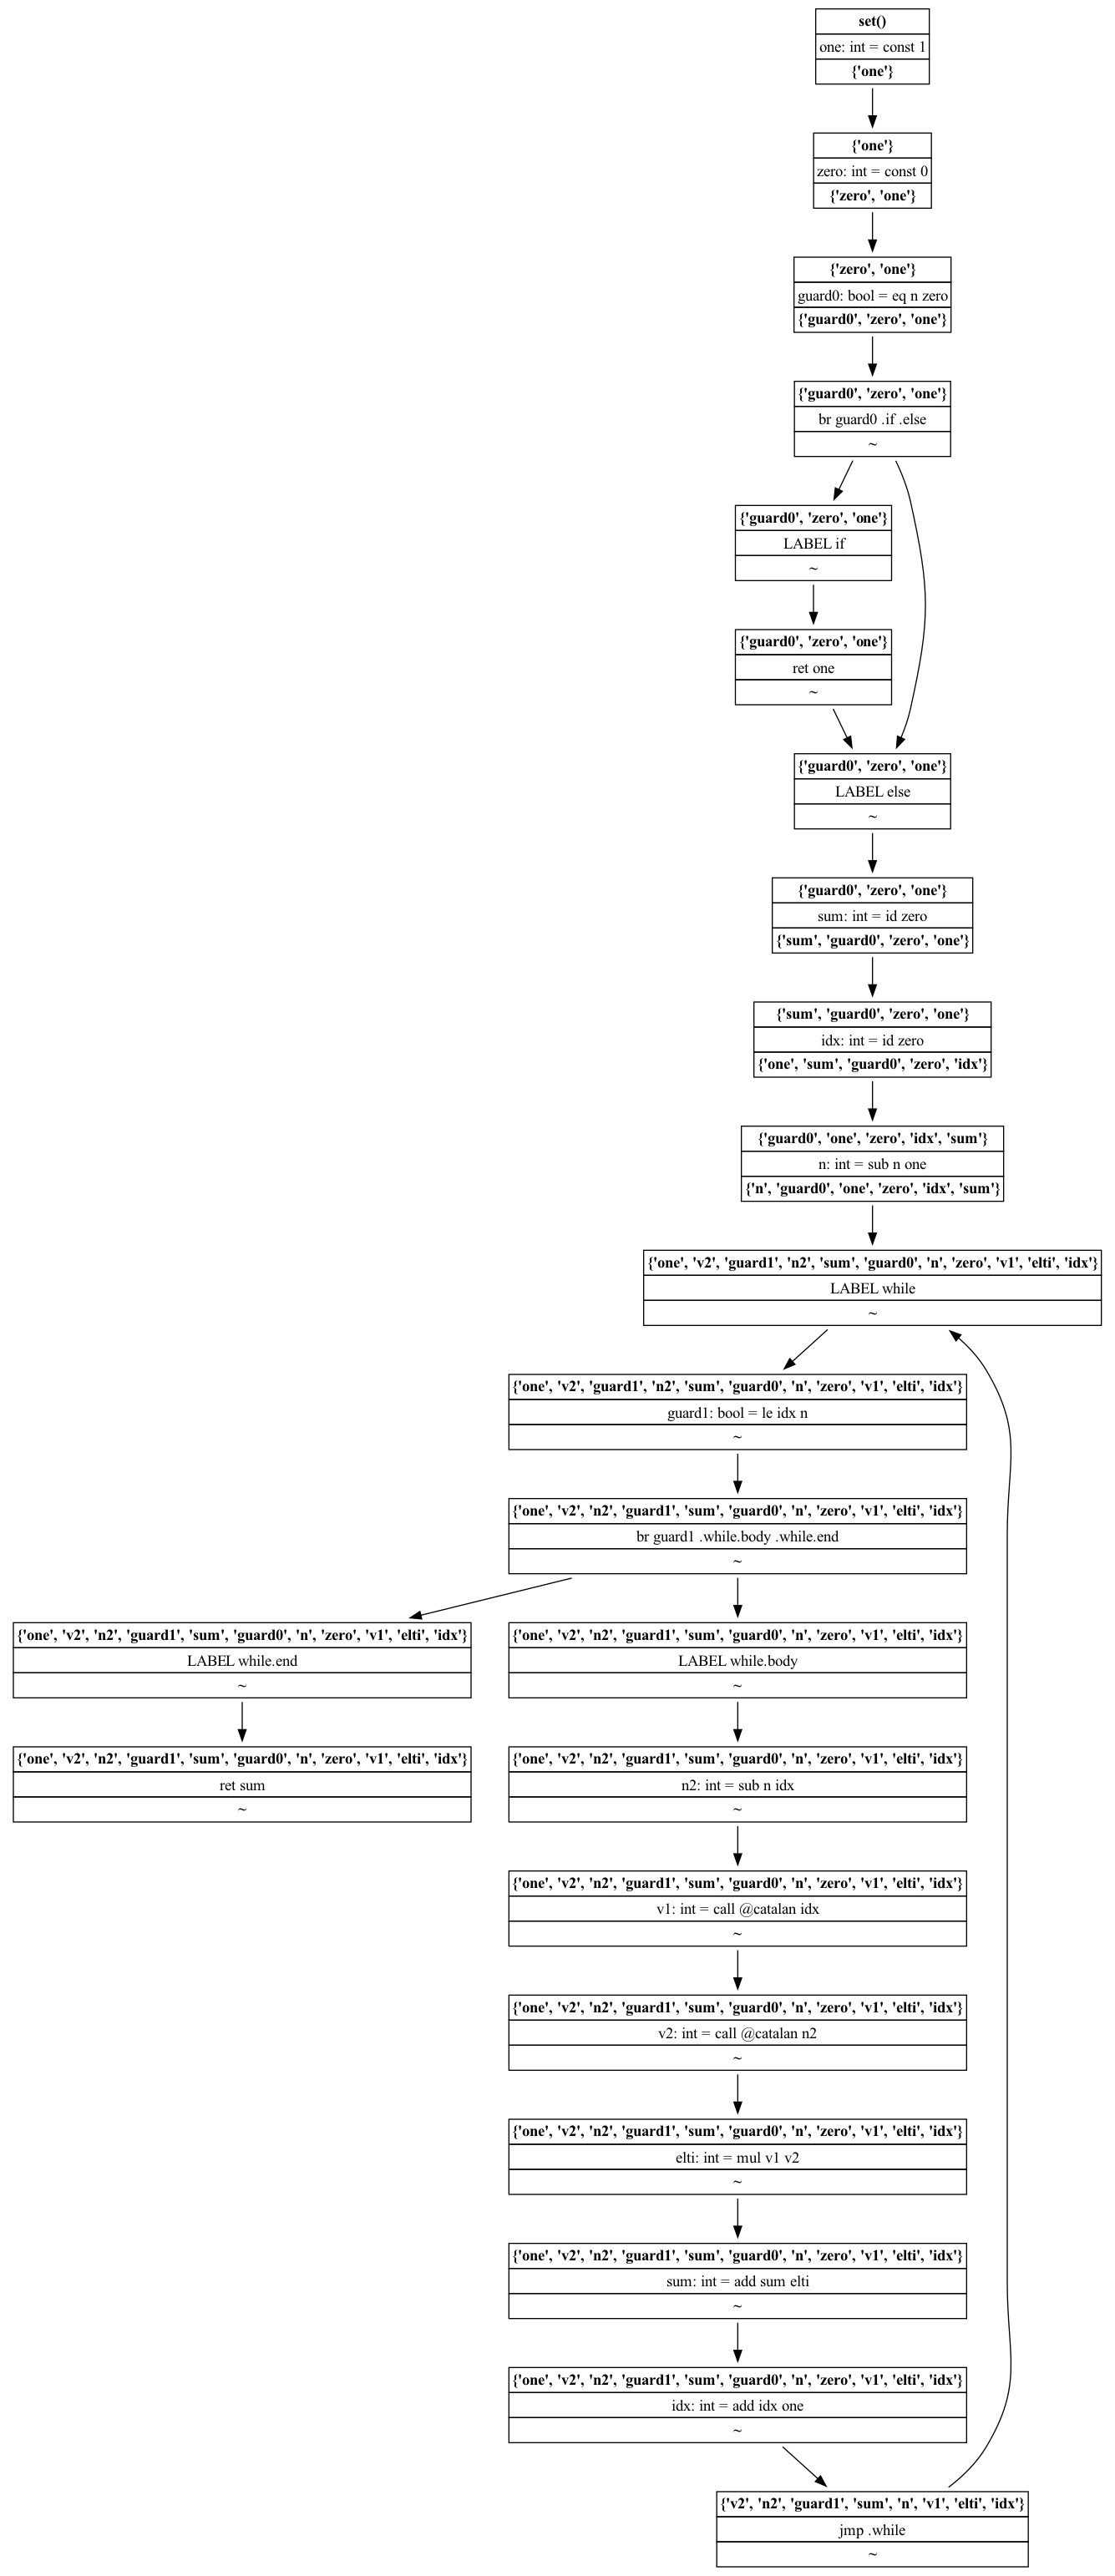 set()
one: int = const 1
{'one'}
{'one'}
zero: int = const 0
{'zero', 'one'}
{'zero', 'one'}
guard0: bool = eq n zero
{'guard0', 'zero', 'one'}
{'guard0', 'zero', 'one'}
br guard0 .if .else
~
{'guard0', 'zero', 'one'}
LABEL if
~
{'guard0', 'zero', 'one'}
ret one
~
{'guard0', 'zero', 'one'}
LABEL else
~
{'guard0', 'zero', 'one'}
sum: int = id zero
{'sum', 'guard0', 'zero', 'one'}
{'sum', 'guard0', 'zero', 'one'}
idx: int = id zero
{'one', 'sum', 'guard0', 'zero', 'idx'}
{'guard0', 'one', 'zero', 'idx', 'sum'}
n: int = sub n one
{'n', 'guard0', 'one', 'zero', 'idx', 'sum'}
{'one', 'v2', 'guard1', 'n2', 'sum', 'guard0', 'n', 'zero', 'v1', 'elti', 'idx'}
LABEL while
~
{'one', 'v2', 'guard1', 'n2', 'sum', 'guard0', 'n', 'zero', 'v1', 'elti', 'idx'}
guard1: bool = le idx n
~
{'one', 'v2', 'n2', 'guard1', 'sum', 'guard0', 'n', 'zero', 'v1', 'elti', 'idx'}
br guard1 .while.body .while.end
~
{'one', 'v2', 'n2', 'guard1', 'sum', 'guard0', 'n', 'zero', 'v1', 'elti', 'idx'}
LABEL while.end
~
{'one', 'v2', 'n2', 'guard1', 'sum', 'guard0', 'n', 'zero', 'v1', 'elti', 'idx'}
ret sum
~
{'one', 'v2', 'n2', 'guard1', 'sum', 'guard0', 'n', 'zero', 'v1', 'elti', 'idx'}
LABEL while.body
~
{'one', 'v2', 'n2', 'guard1', 'sum', 'guard0', 'n', 'zero', 'v1', 'elti', 'idx'}
n2: int = sub n idx
~
{'one', 'v2', 'n2', 'guard1', 'sum', 'guard0', 'n', 'zero', 'v1', 'elti', 'idx'}
v1: int = call @catalan idx
~
{'one', 'v2', 'n2', 'guard1', 'sum', 'guard0', 'n', 'zero', 'v1', 'elti', 'idx'}
v2: int = call @catalan n2
~
{'one', 'v2', 'n2', 'guard1', 'sum', 'guard0', 'n', 'zero', 'v1', 'elti', 'idx'}
elti: int = mul v1 v2
~
{'one', 'v2', 'n2', 'guard1', 'sum', 'guard0', 'n', 'zero', 'v1', 'elti', 'idx'}
sum: int = add sum elti
~
{'one', 'v2', 'n2', 'guard1', 'sum', 'guard0', 'n', 'zero', 'v1', 'elti', 'idx'}
idx: int = add idx one
~
{'v2', 'n2', 'guard1', 'sum', 'n', 'v1', 'elti', 'idx'}
jmp .while
~